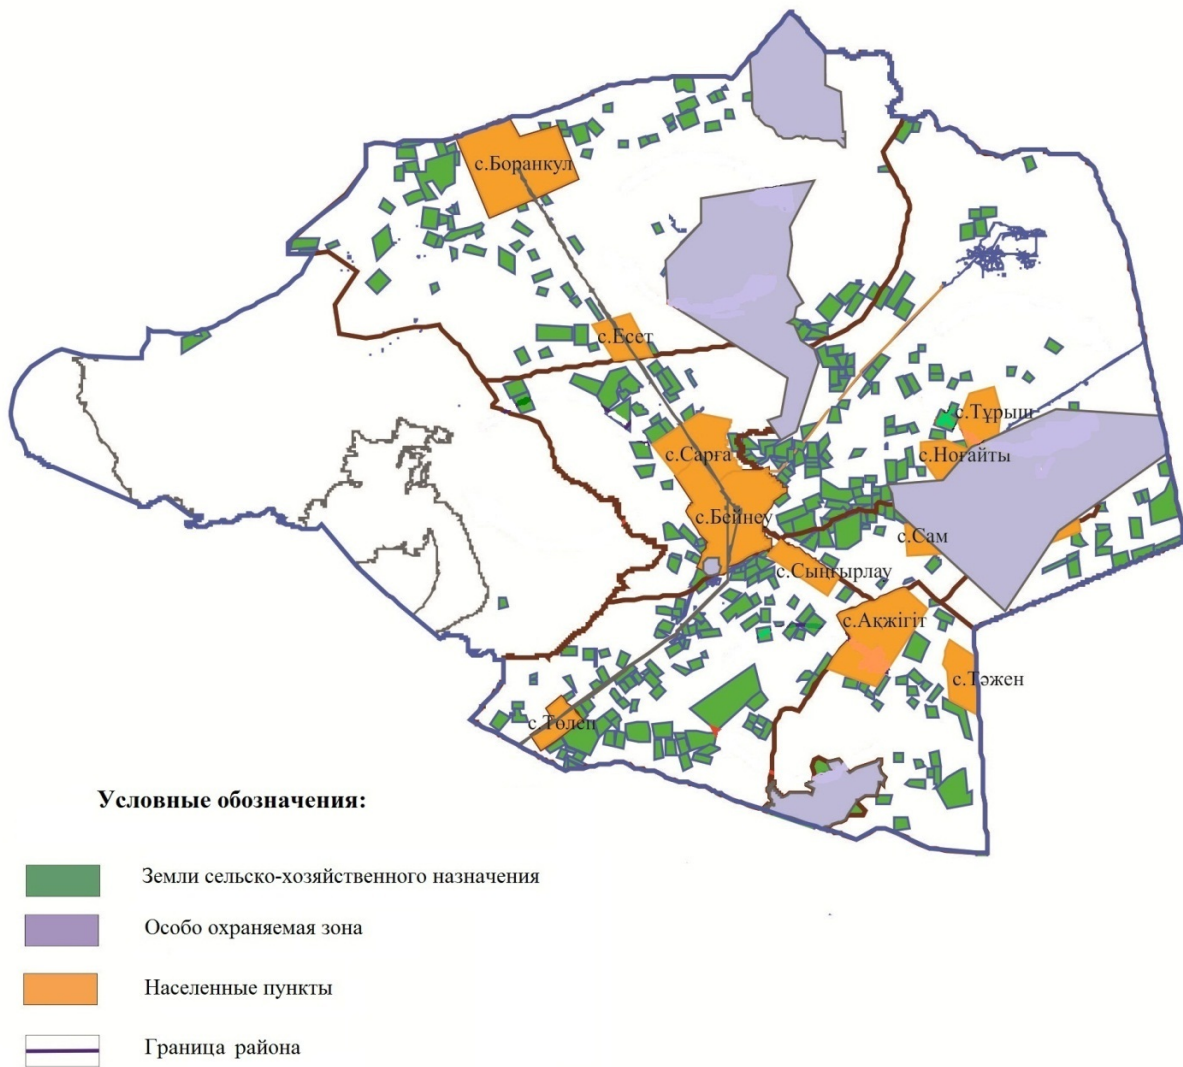 с.Боранкул
с.Есет
с.Тұрыш
с.Сарға
с.Ноғайты
с.Бейнеу
с.Сам
с.Сыңғырлау
с.Ақжігіт
с.Тәжен
с.Төлеп
Условные обозначения:
Земли сельско-хозяйственного назначения
Особо охраняемая зона
Населенные пункты
Граница района